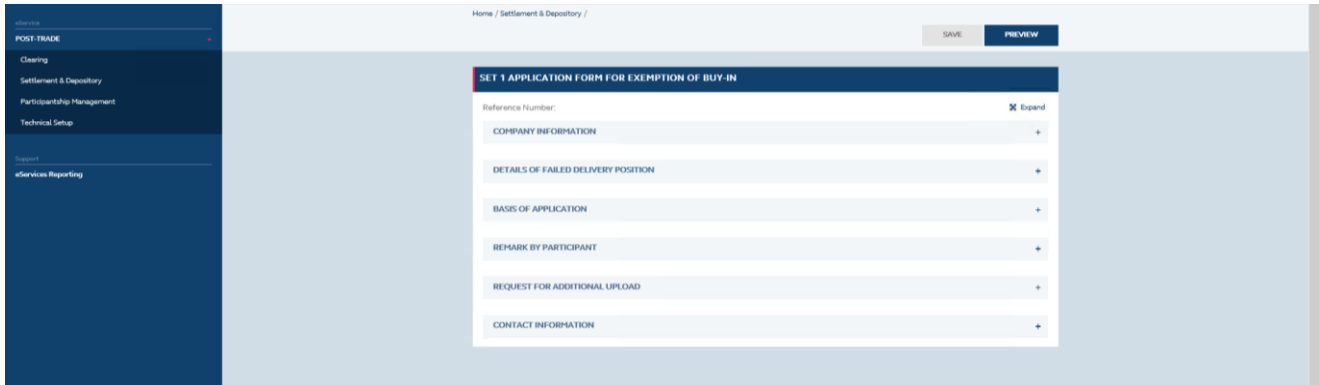 eService
POST-TRADE
Clearing
Settlement & Depository
Participantship Management
Technical Setup
Support
eServices Reporting
Home / Settlement & Depository /
SAVE
PREVIEW
SET 1 APPLICATION FORM FOR EXEMPTION OF BUY-IN
Reference Number:
Expand
COMPANY INFORMATION +
DETAILS OF FAILED DELIVERY POSITION +
BASIS OF APPLICATION +
REMARK BY PARTICIPANT +
REQUEST FOR ADDITIONAL UPLOAD +
CONTACT INFORMATION +